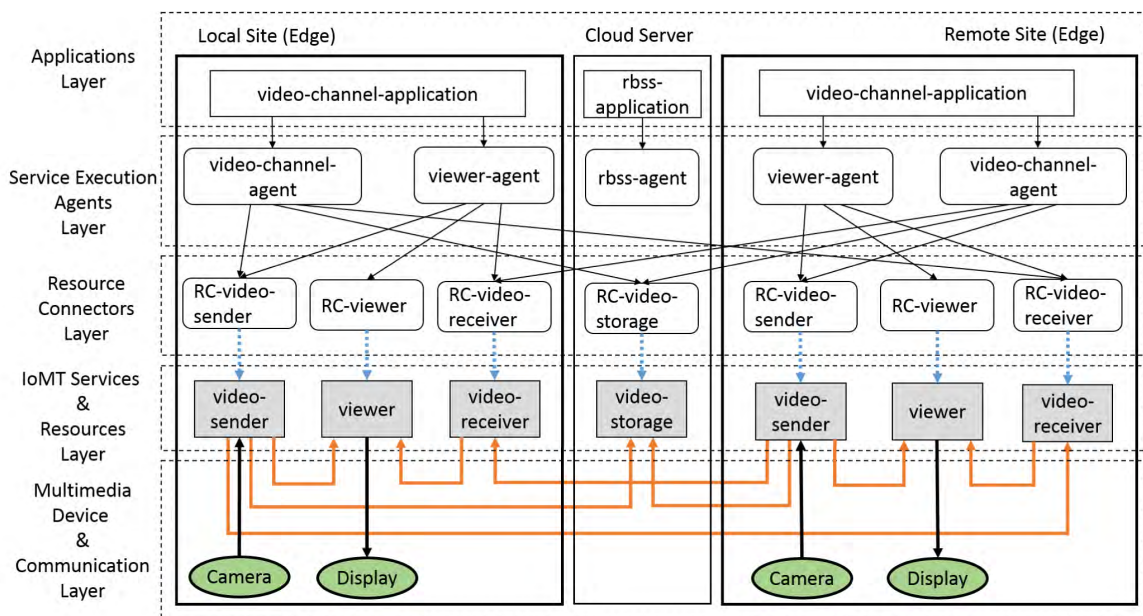 Applications
Layer
Local Site (Edge)
Cloud Server
Remote Site (Edge)
video-channel-application
rbss-
application
video-channel-application
Service Execution
Agents
Layer
video-channel-
agent
viewer-agent
rbss-agent
viewer-agent
video-channel-
agent
Resource
Connectors
Layer
RC-video-
sender
RC-viewer
RC-video-
receiver
RC-video-
storage
RC-video-
sender
RC-viewer
RC-video-
receiver
IoMT Services
&
Resources
Layer
video-
sender
viewer
video-
receiver
video-
storage
video-
sender
viewer
video-
receiver
Multimedia
Device
&
Communication
Layer
Camera
Display
Camera
Display